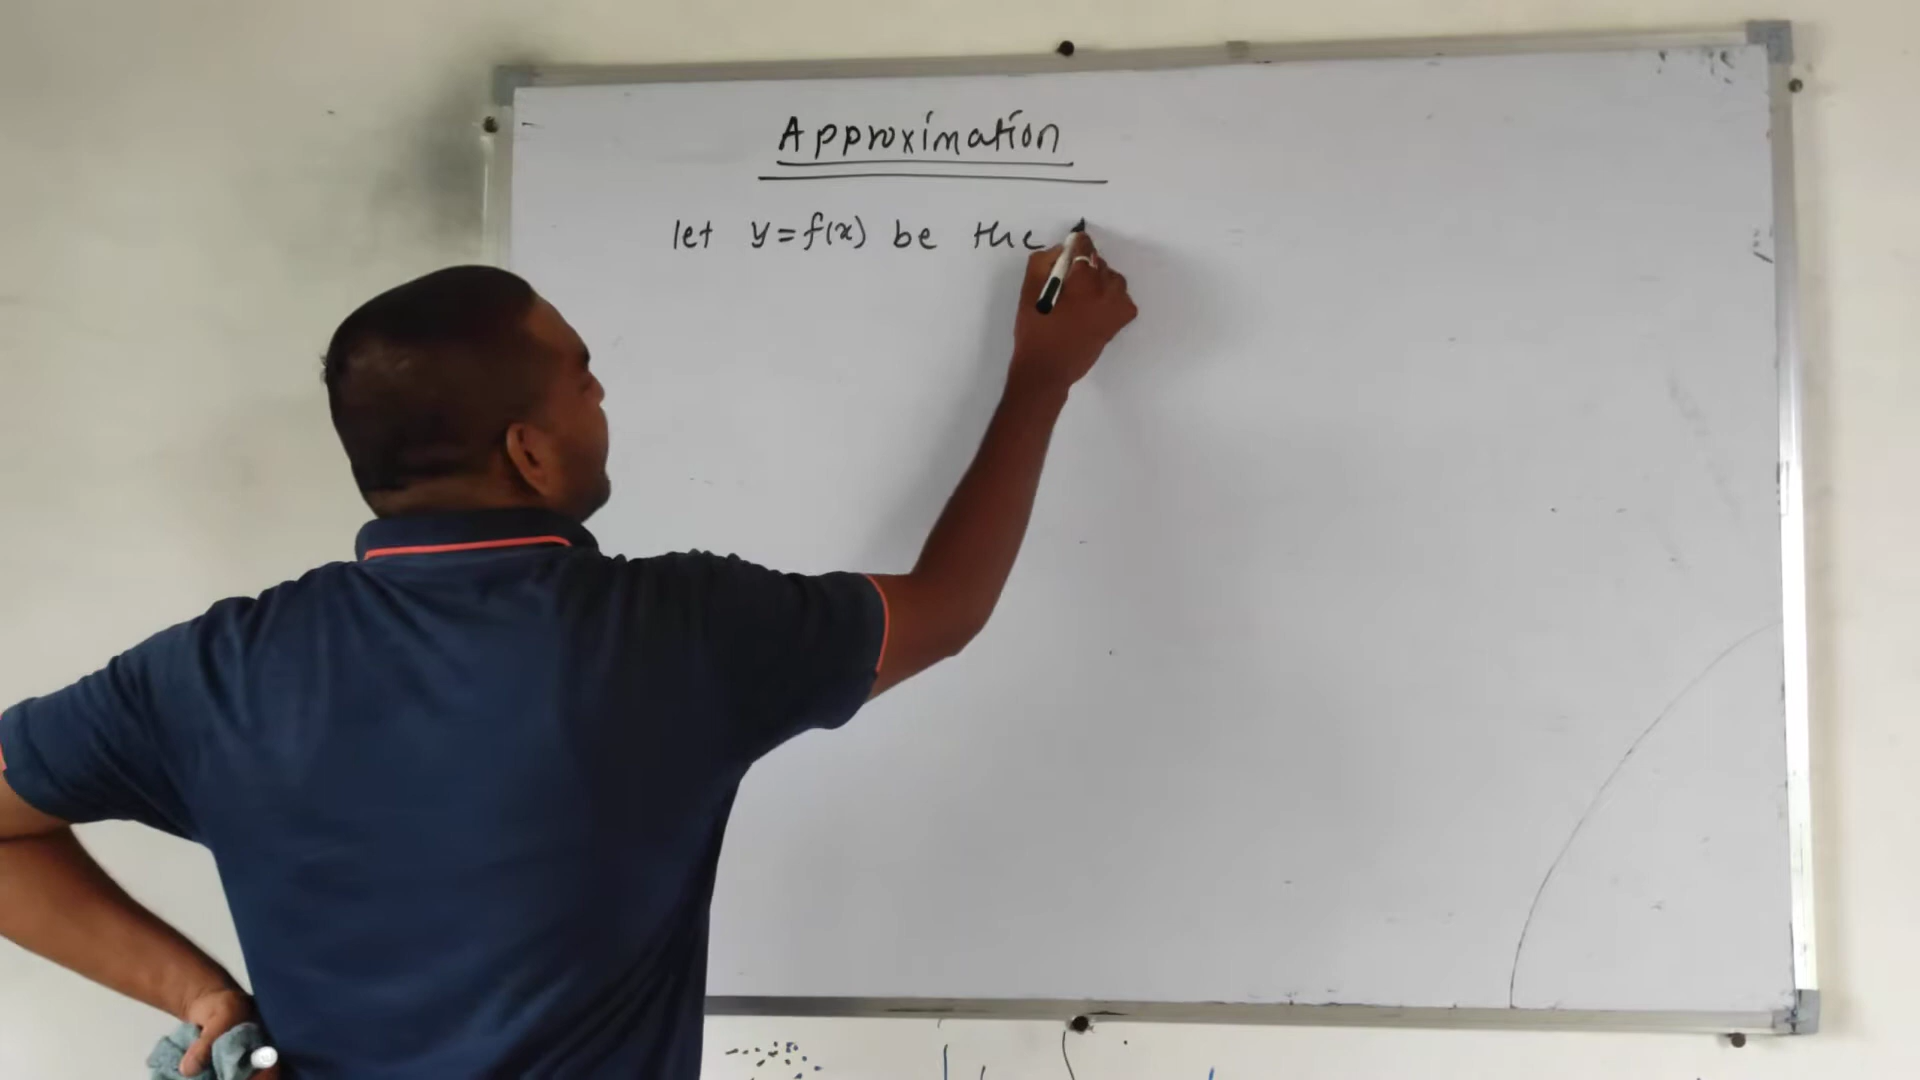 Approximation
let y=f(x) be the